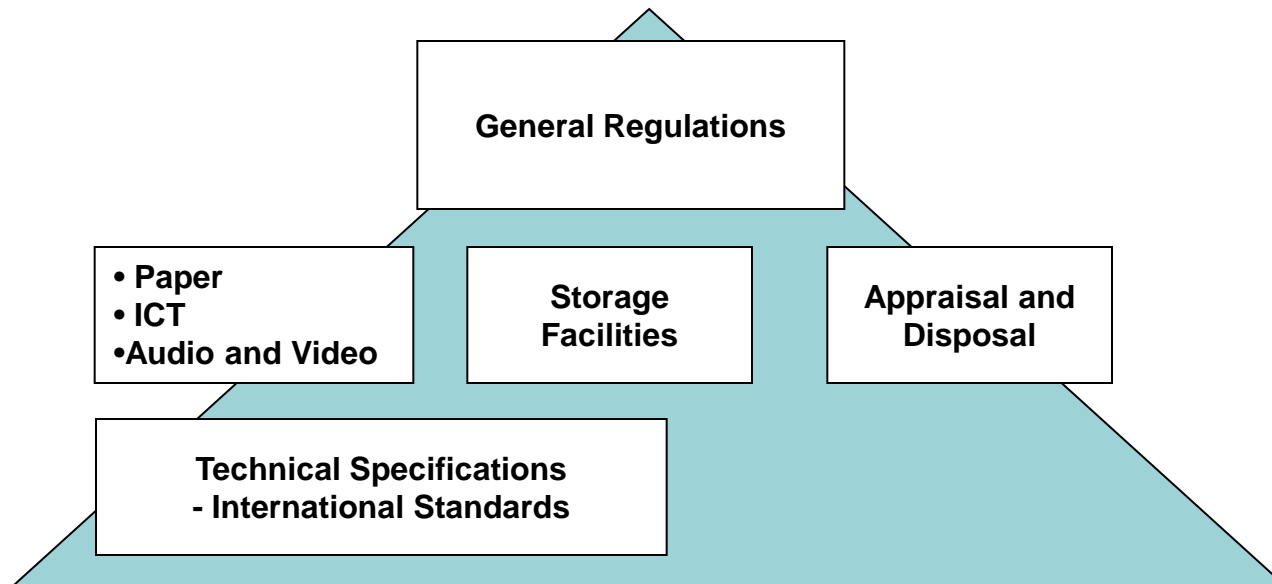 General Regulations
• Paper
• ICT
•Audio and Video
Storage
Facilities
Appraisal and
Disposal
Technical Specifications
- International Standards